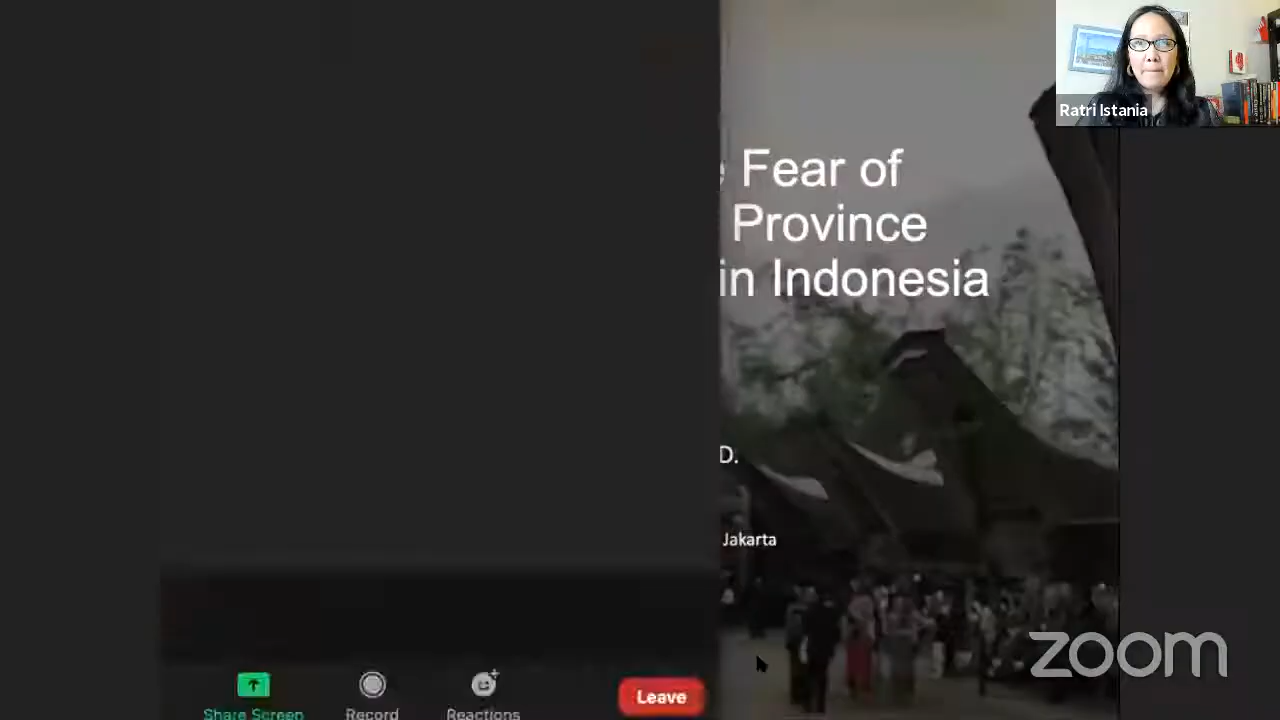 Ratri Istania
Fear of
Province
in Indonesia
D.
Jakarta
zoom
Share Screen
Record
Reactions
Leave